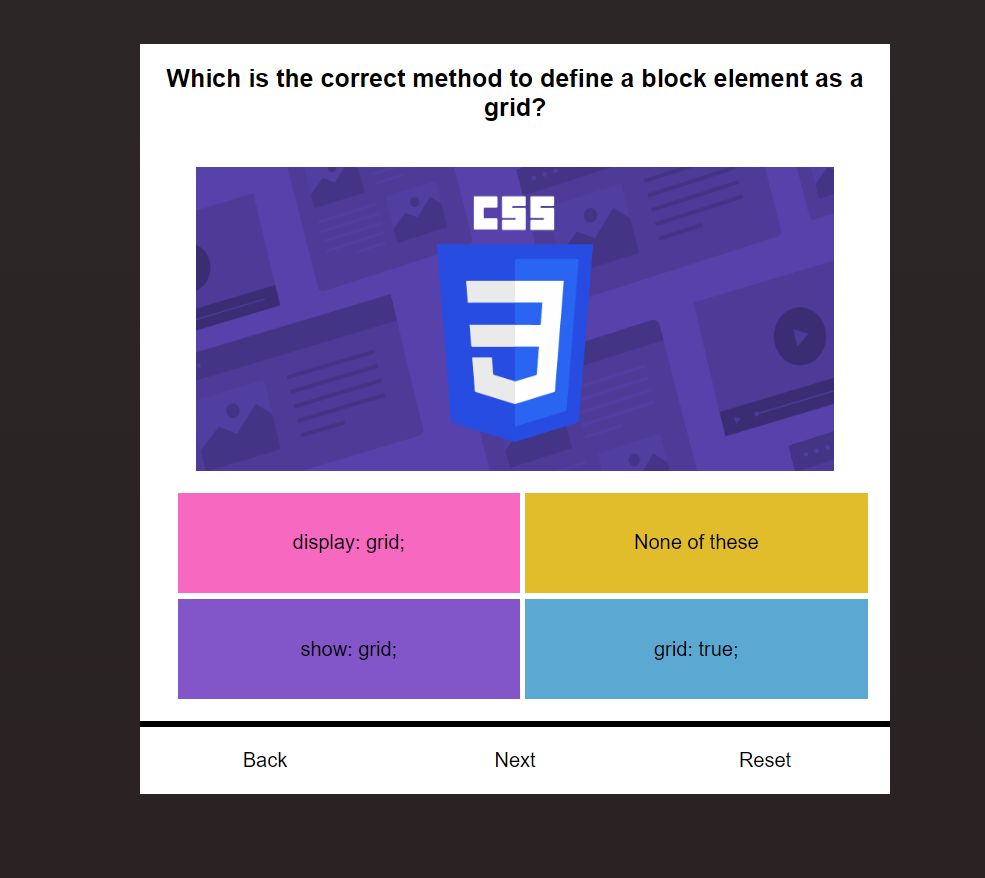 Which is the correct method to define a block element as a
grid?
CSS
3
display: grid;
None of these
show: grid;
grid: true;
Back
Next
Reset